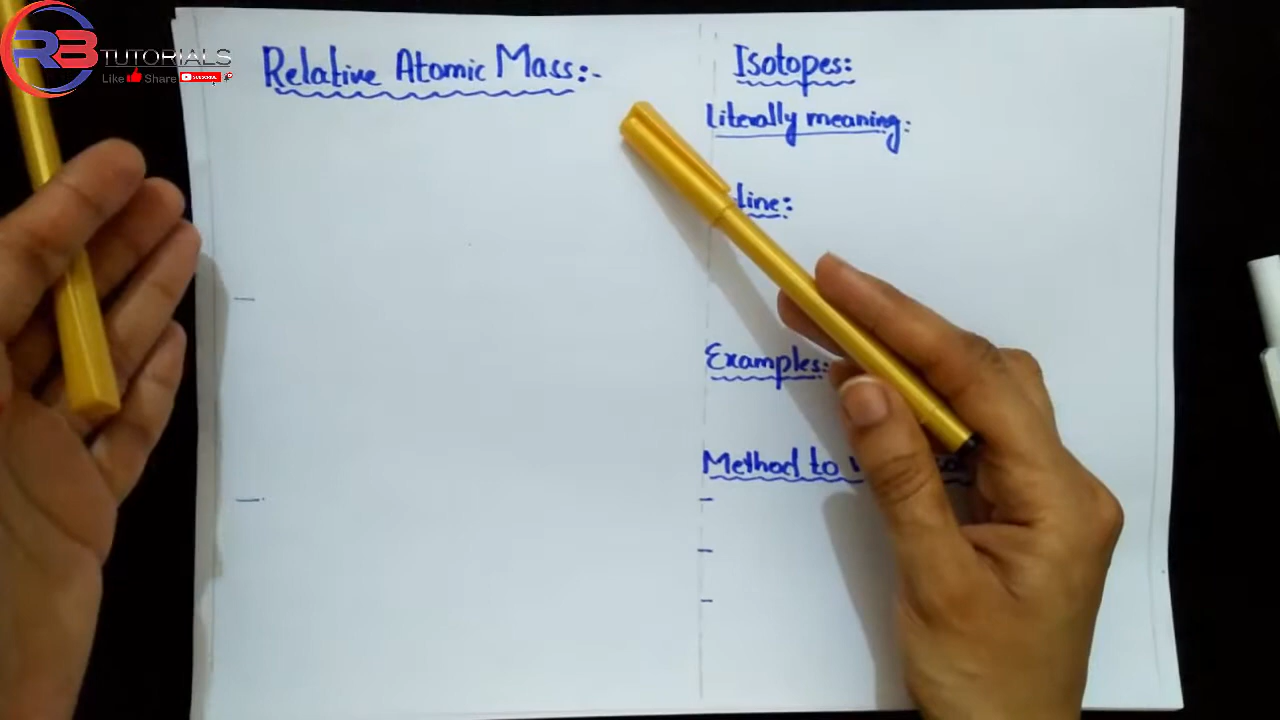 RB TUTORIALS
Like Share
Relative Atomic Mass:-
Isotopes:
Literally meaning:
line:
Examples:
Method to